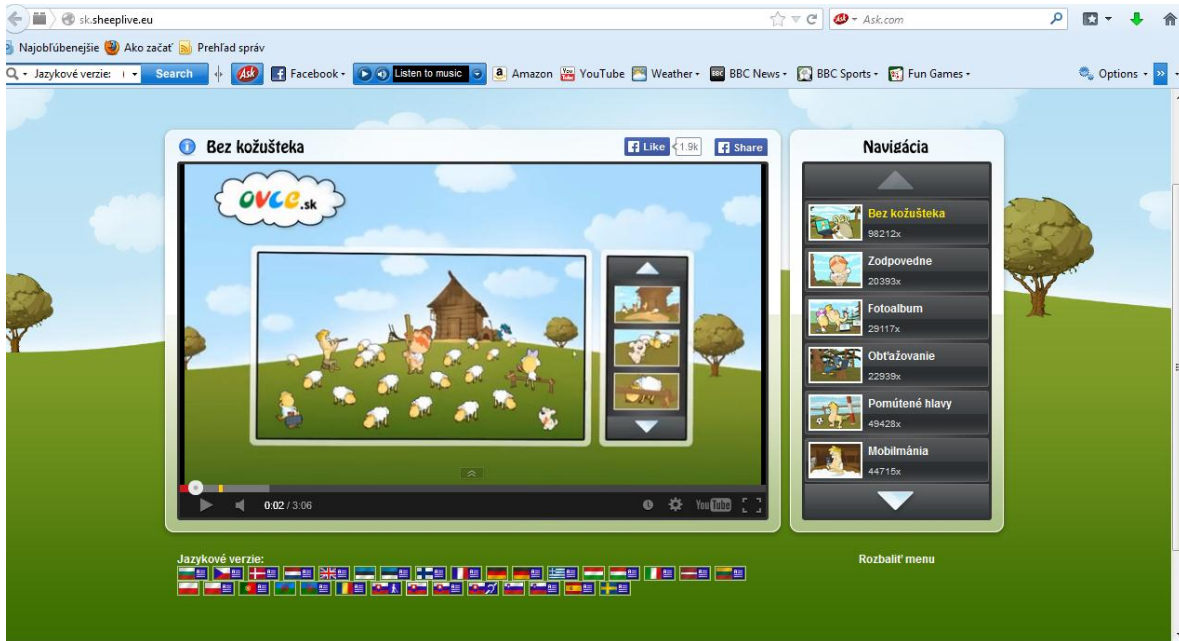 sk.sheeplive.eu
Ask.com
Najobľúbenejšie Ako začať Prehľad správ
Jazykové verzie: Search Ask Facebook Listen to music Amazon YouTube Weather BBC News BBC Sports Fun Games Options
Bez kožušteka
Like 1.9k Share
OVCE.sk
0:02 / 3:06 YouTube
Navigácia
Bez kožušteka
98212x
Zodpovedne
20393x
Fotoalbum
29117x
Obťažovanie
22939x
Pomútené hlavy
49428x
Mobilmánia
44715x
Jazykové verzie:
Rozbaliť menu